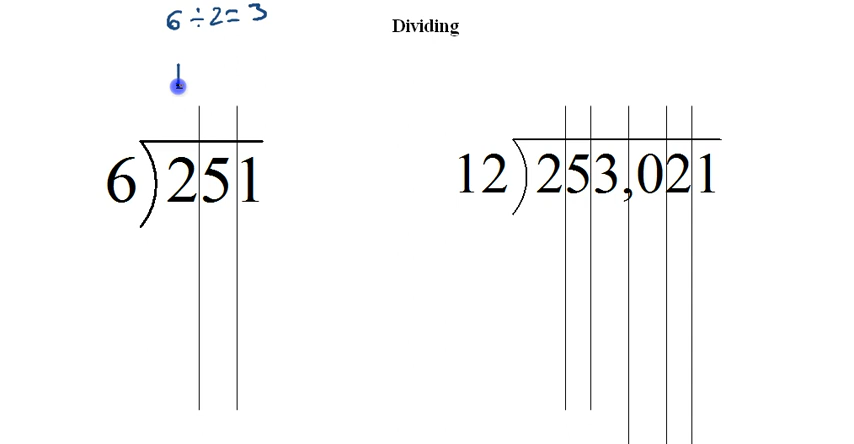 6 ÷ 2 = 3
Dividing
6)251
12)253,021